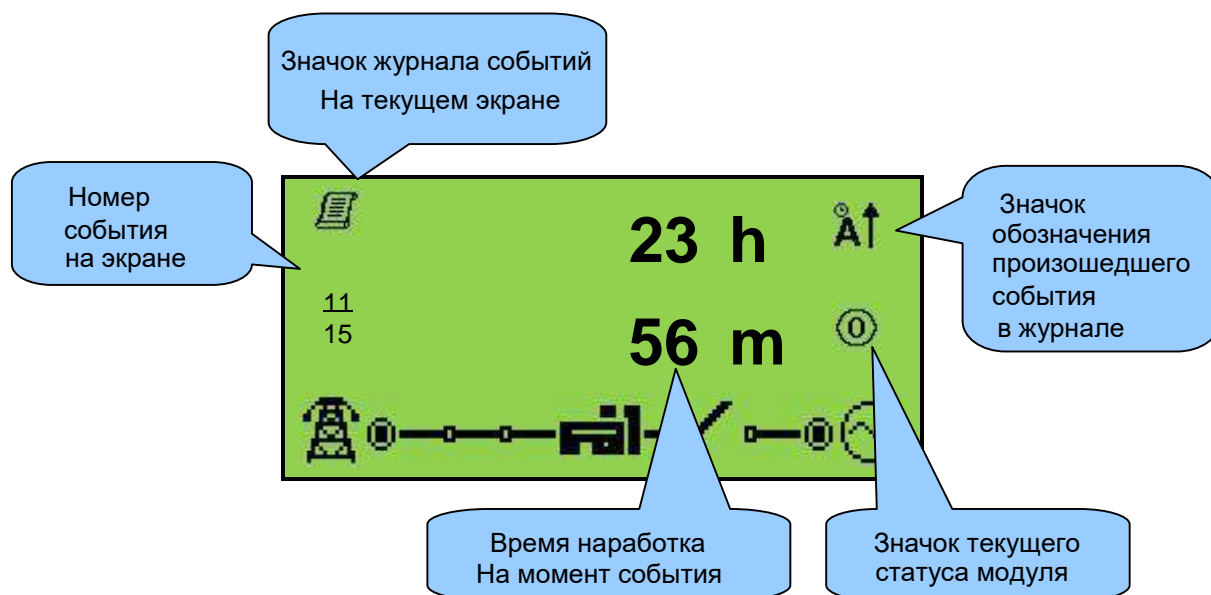 Значок журнала событий
На текущем экране
Номер
события
на экране
23 h
A
Значок
обозначения
произошедшего
события
в журнале
11
15
56 m
0
Время наработка
На момент события
Значок текущего
статуса модуля